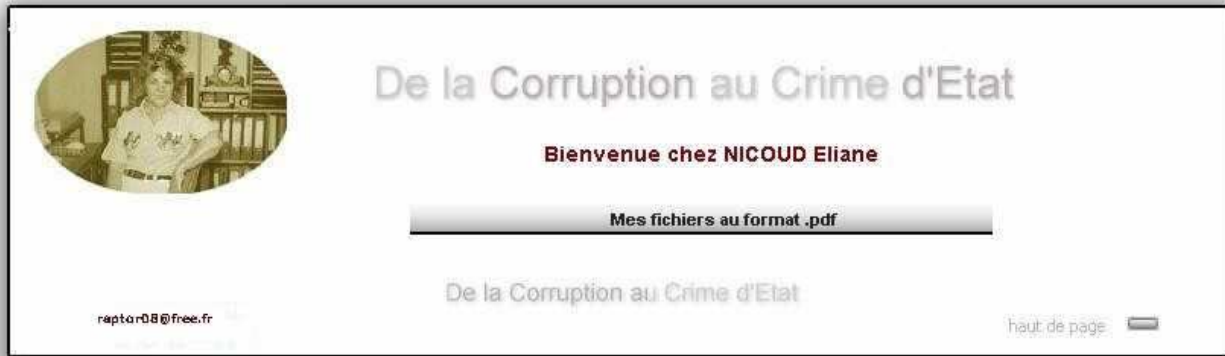 De la Corruption au Crime d'Etat
Bienvenue chez NICOUD Eliane
Mes fichiers au format .pdf
De la Corruption au Crime d'Etat
raptor08@free.fr
haut de page